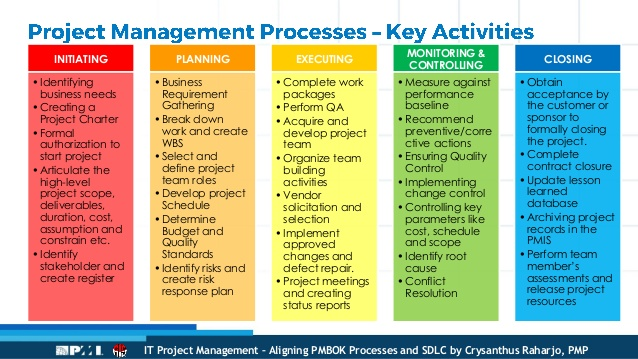 Project Management Processes – Key Activities
INITIATING
• Identifying
business needs
• Creating a
Project Charter
• Formal
authorization to
start project
• Articulate the
high-level
project scope,
deliverables,
duration, cost,
assumption and
constrain etc.
• Identify
stakeholder and
create register
PLANNING
• Business
Requirement
Gathering
• Break down
work and create
WBS
• Select and
define project
team roles
• Develop project
Schedule
• Determine
Budget and
Quality
Standards
• Identify risks and
create risk
response plan
EXECUTING
• Complete work
packages
• Perform QA
• Acquire and
develop project
team
• Organize team
building
activities
• Vendor
solicitation and
selection
• Implement
approved
changes and
defect repair.
• Project meetings
and creating
status reports
MONITORING &
CONTROLLING
• Measure against
performance
baseline
• Recommend
preventive/corre
ctive actions
• Ensuring Quality
Control
• Implementing
change control
• Controlling key
parameters like
cost, schedule
and scope
• Identify root
cause
• Conflict
Resolution
CLOSING
• Obtain
acceptance by
the customer or
sponsor to
formally closing
the project.
• Complete
contract closure
• Update lesson
learned
database
• Archiving project
records in the
PMIS
• Perform team
member's
assessments and
release project
resources
IT Project Management - Aligning PMBOK Processes and SDLC by Crysanthus Raharjo, PMP